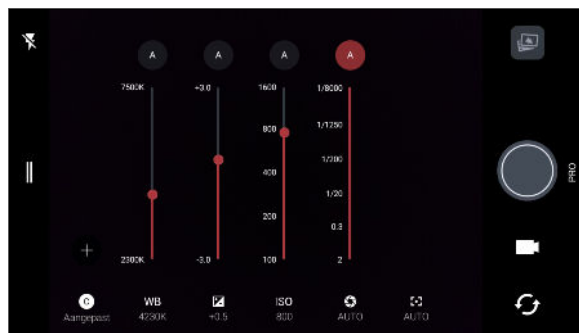 A A A A
7500K +3.0 1600 1/8000
800 1/1250
400 1/200
1/20
200
0.3
2300K -3.0 100 2
PRO
C WB ISO
Aangepast 4230K +0.5 800 AUTO AUTO